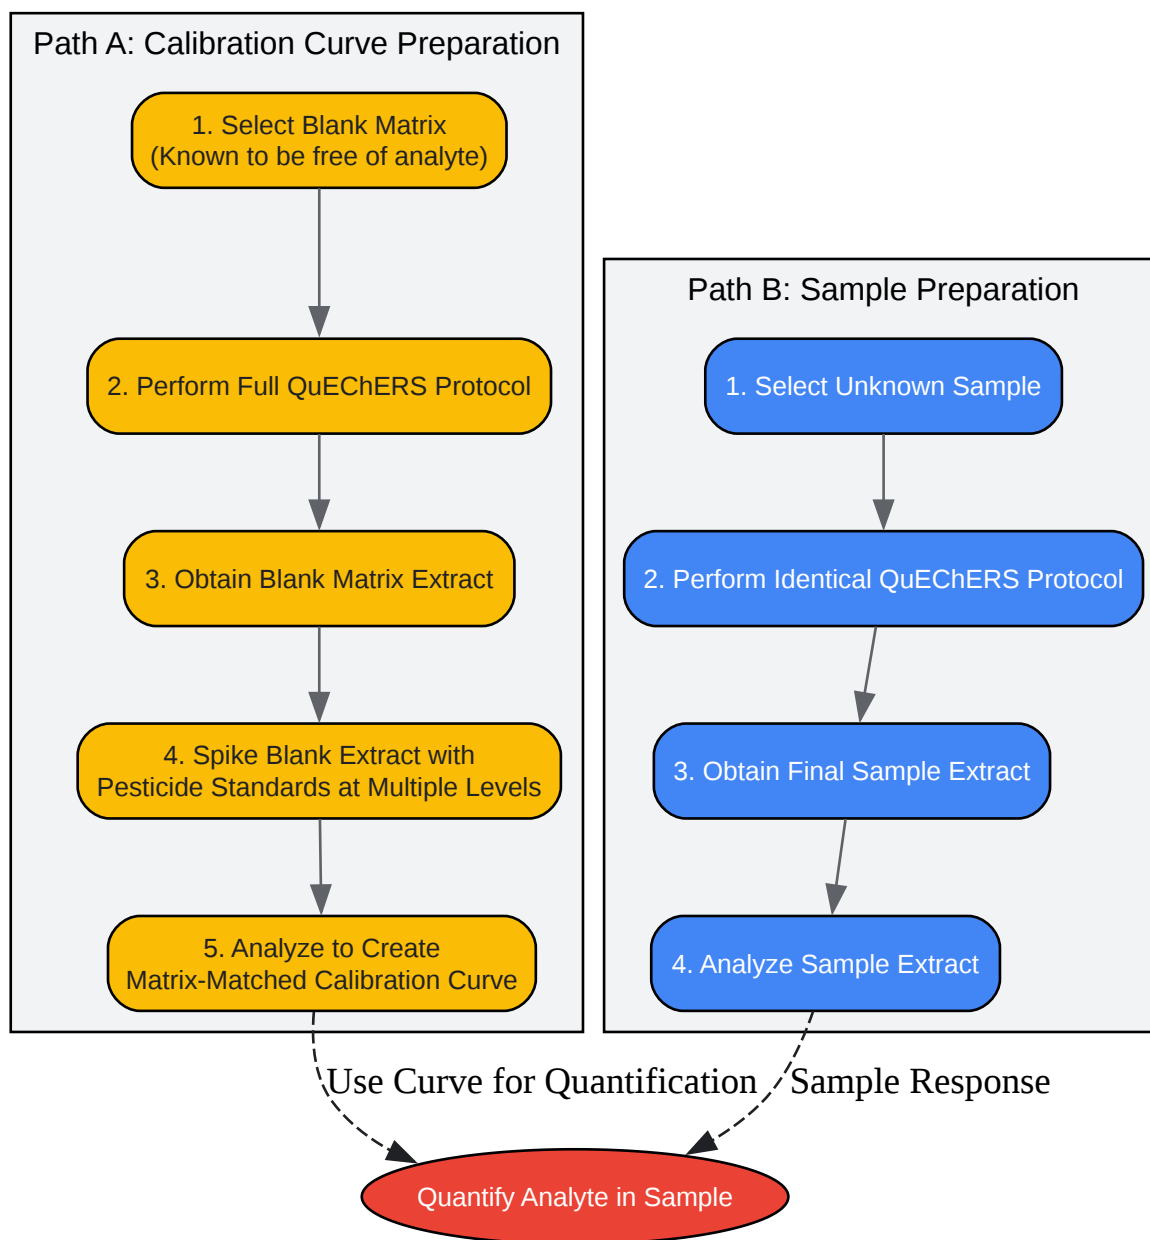 Path A: Calibration Curve Preparation
1. Select Blank Matrix
(Known to be free of analyte)
2. Perform Full QuEChERS Protocol
3. Obtain Blank Matrix Extract
4. Spike Blank Extract with
Pesticide Standards at Multiple Levels
5. Analyze to Create
Matrix-Matched Calibration Curve
Path B: Sample Preparation
1. Select Unknown Sample
2. Perform Identical QuEChERS Protocol
3. Obtain Final Sample Extract
4. Analyze Sample Extract
Use Curve for Quantification
Sample Response
Quantify Analyte in Sample